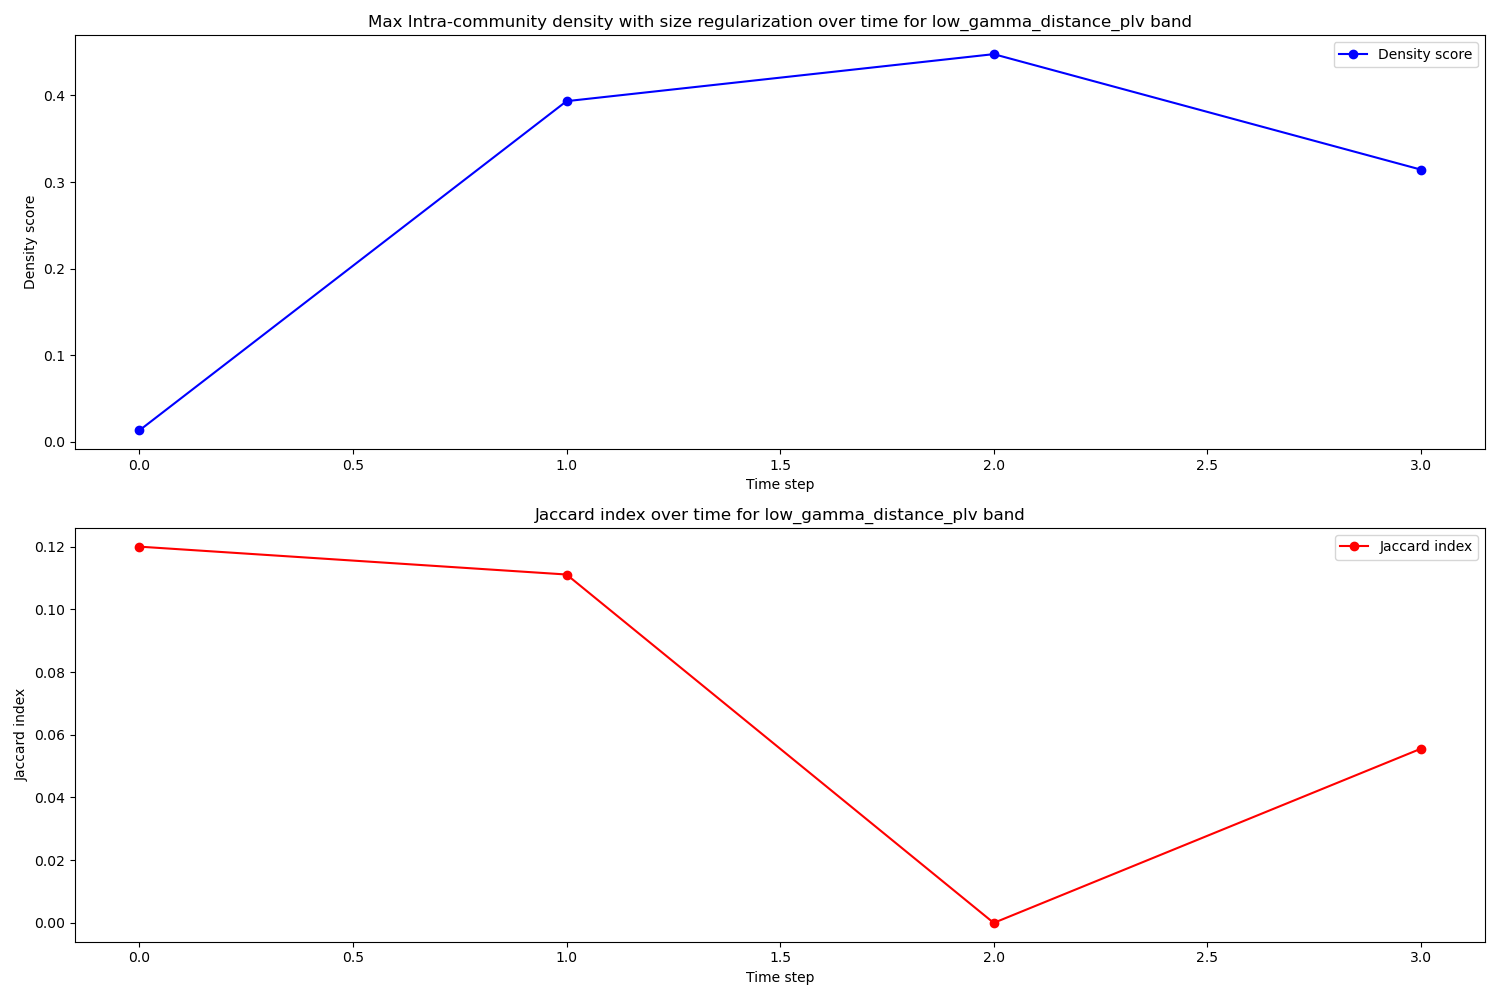 Max Intra-community density with size regularization over time for low_gamma_distance_plv band
Density score
0.4
0.3
0.2
0.1
0.0
Density score
0.0 0.5 1.0 1.5 2.0 2.5 3.0
Time step
Jaccard index over time for low_gamma_distance_plv band
Jaccard index
0.12
0.10
0.08
0.06
0.04
0.02
0.00
Jaccard index
0.0 0.5 1.0 1.5 2.0 2.5 3.0
Time step